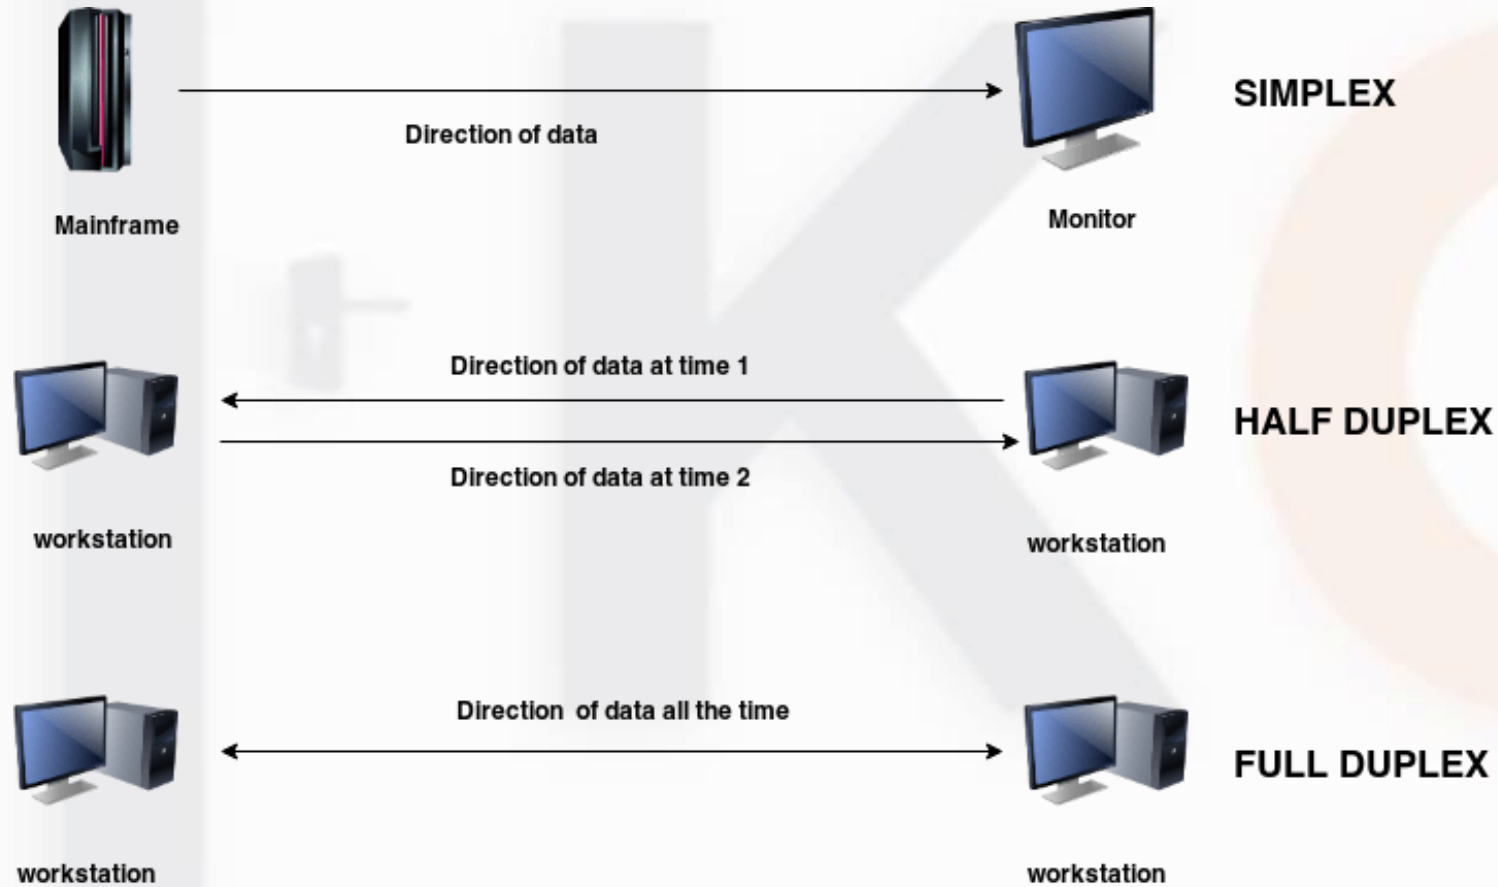 SIMPLEX
Direction of data
Mainframe
Monitor
Direction of data at time 1
HALF DUPLEX
Direction of data at time 2
workstation
workstation
Direction of data all the time
FULL DUPLEX
workstation
workstation